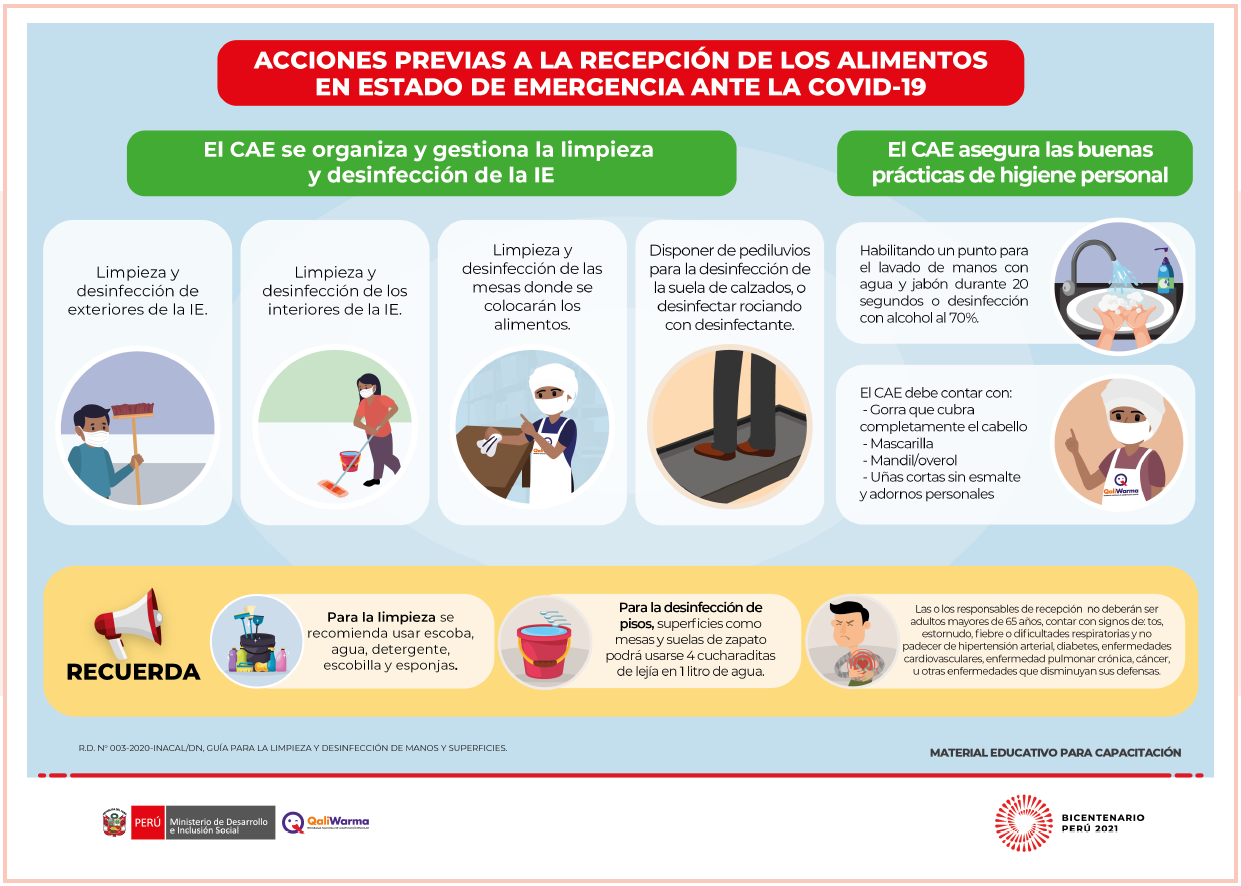 ACCIONES PREVIAS A LA RECEPCIÓN DE LOS ALIMENTOS
EN ESTADO DE EMERGENCIA ANTE LA COVID-19
El CAE se organiza y gestiona la limpieza
y desinfección de la IE
El CAE asegura las buenas
prácticas de higiene personal
Limpieza y
desinfección de
exteriores de la IE.
Limpieza y
desinfección de los
interiores de la IE.
Limpieza y
desinfección de las
mesas donde se
colocarán los
alimentos.
Disponer de pediluvios
para la desinfección de
la suela de calzados, o
desinfectar rociando
con desinfectante.
Habilitando un punto para
el lavado de manos con
agua y jabón durante 20
segundos o desinfección
con alcohol al 70%.
El CAE debe contar con:
- Gorra que cubra
completamente el cabello
- Mascarilla
- Mandil/overol
- Uñas cortas sin esmalte
y adornos personales
QaliWarma
RECUERDA
Para la limpieza se
recomienda usar escoba,
agua, detergente,
escobilla y esponjas.
Para la desinfección de
pisos, superficies como
mesas y suelas de zapato
podrá usarse 4 cucharaditas
de lejía en 1 litro de agua.
Las o los responsables de recepción no deberán ser
adultos mayores de 65 años, contar con signos de: tos,
estornudo, fiebre o dificultades respiratorias y no
padecer de hipertensión arterial, diabetes, enfermedades
cardiovasculares, enfermedad pulmonar crónica, cáncer,
u otras enfermedades que disminuyan sus defensas.
R.D. N° 003-2020-INACAL/DN, GUÍA PARA LA LIMPIEZA Y DESINFECCIÓN DE MANOS Y SUPERFICIES.
MATERIAL EDUCATIVO PARA CAPACITACIÓN
PERÚ
Ministerio de Desarrollo
e Inclusión Social
QaliWarma
BICENTENARIO
PERÚ 2021